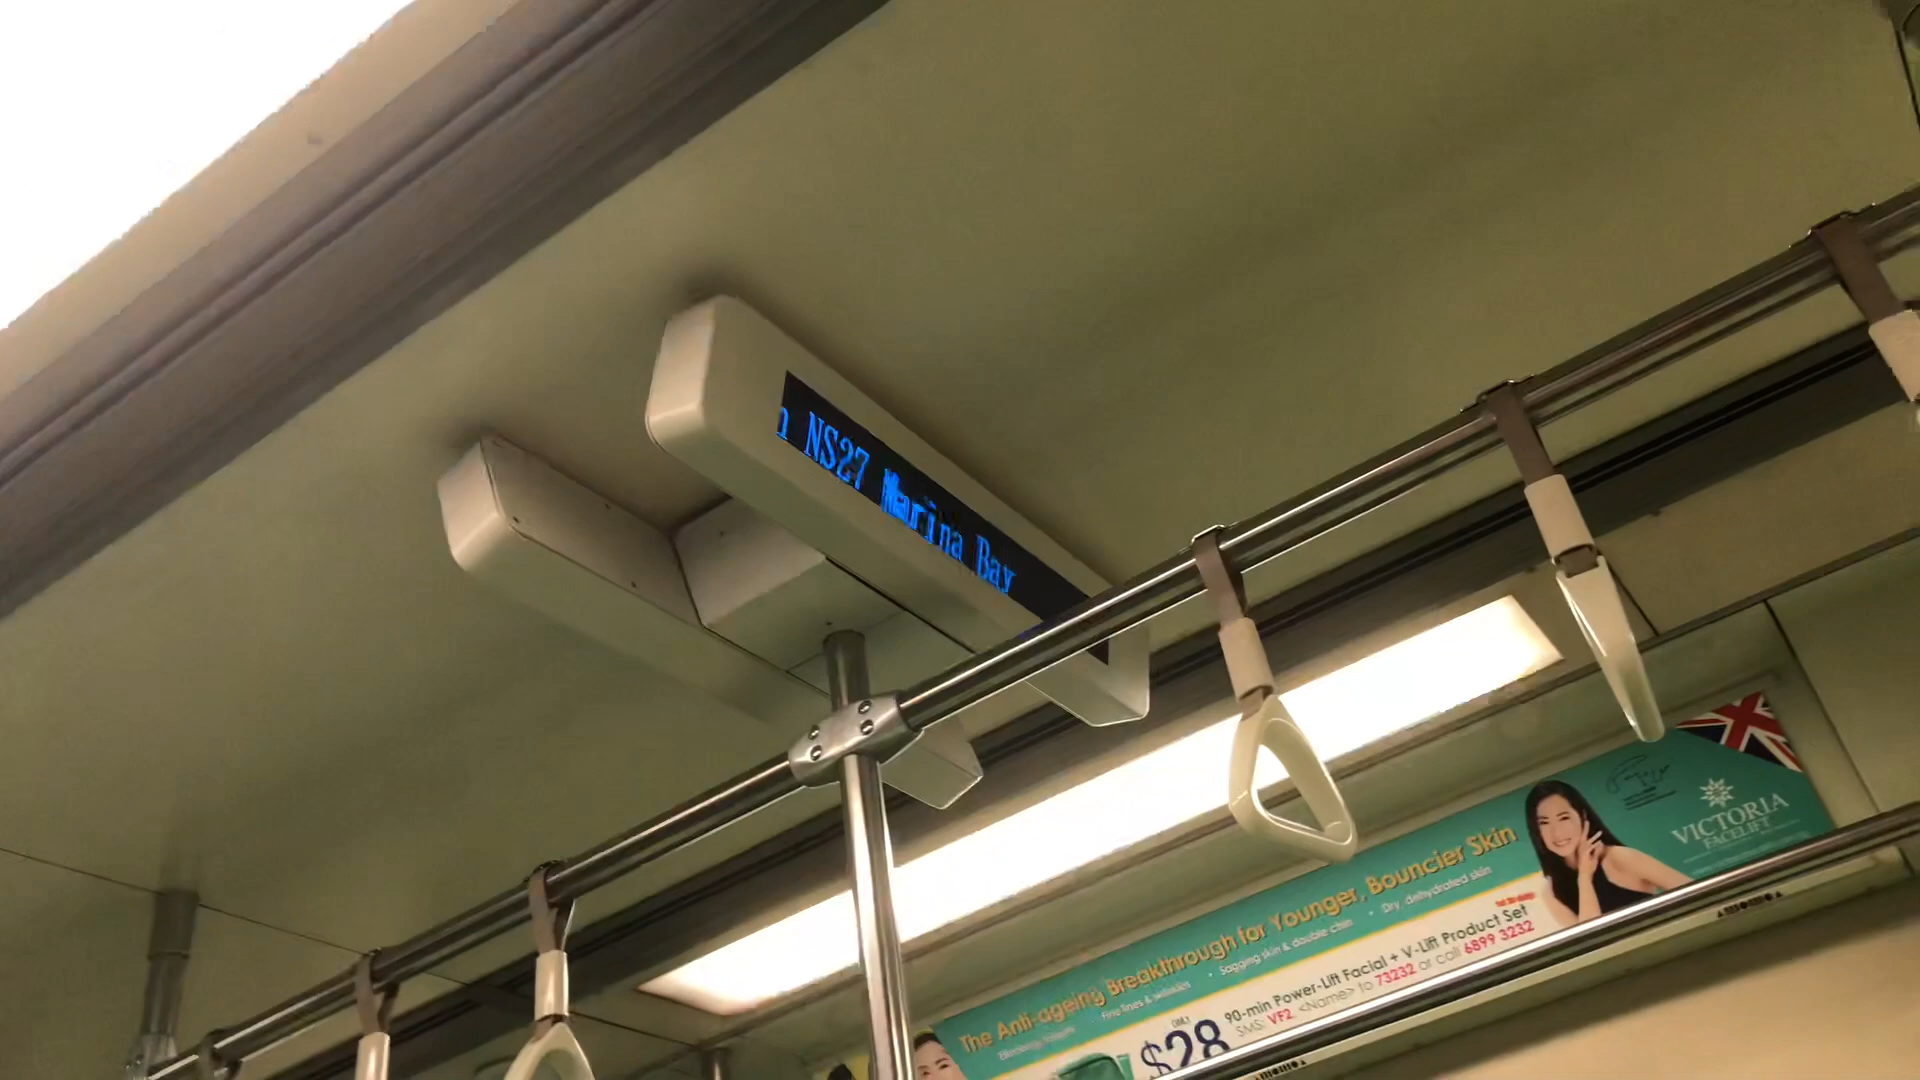 NS27 Marina Bay
The Anti-ageing Breakthrough for Younger, Bouncier Skin
• Fine lines & wrinkles • Sagging skin & double chin • Dry, dehydrated skin
$28
ONLY
90-min Power-Lift Facial + V-Lift Product Set
SMS: VF2 <Name> to 73232 or call 6899 3232
VICTORIA
FACELIFT